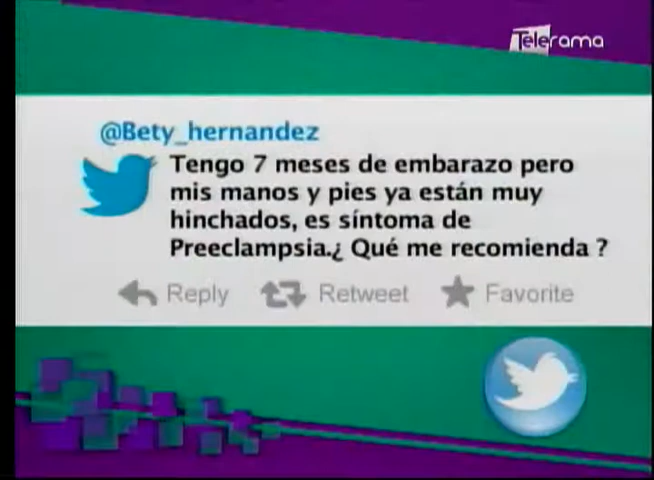 Telerama
@Bety_hernandez
Tengo 7 meses de embarazo pero
mis manos y pies ya están muy
hinchados, es síntoma de
Preeclampsia.¿ Qué me recomienda ?
Reply Retweet Favorite